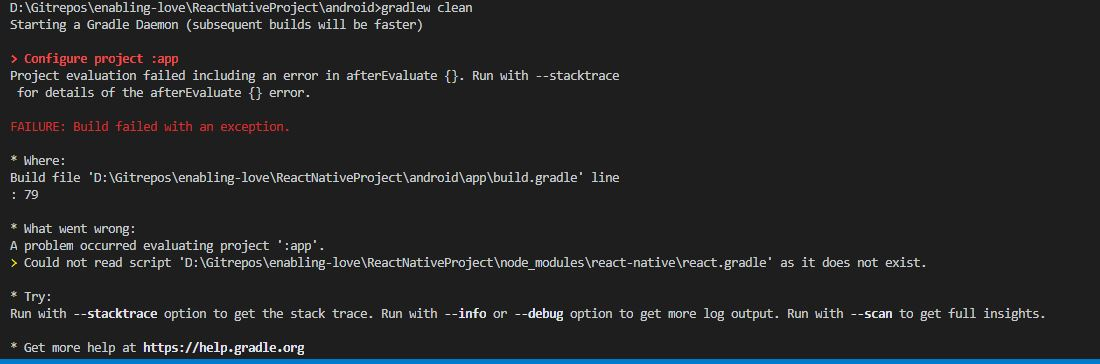 D:\Gitrepos\enabling-love\ReactNativeProject\android>gradlew clean
Starting a Gradle Daemon (subsequent builds will be faster)
> Configure project :app
Project evaluation failed including an error in afterEvaluate {}. Run with --stacktrace
for details of the afterEvaluate {} error.
FAILURE: Build failed with an exception.
* Where:
Build file 'D:\Gitrepos\enabling-love\ReactNativeProject\android\app\build.gradle' line
: 79
* What went wrong:
A problem occurred evaluating project ':app'.
> Could not read script 'D:\Gitrepos\enabling-love\ReactNativeProject\node_modules\react-native\react.gradle' as it does not exist.
* Try:
Run with --stacktrace option to get the stack trace. Run with --info or --debug option to get more log output. Run with --scan to get full insights.
* Get more help at https://help.gradle.org